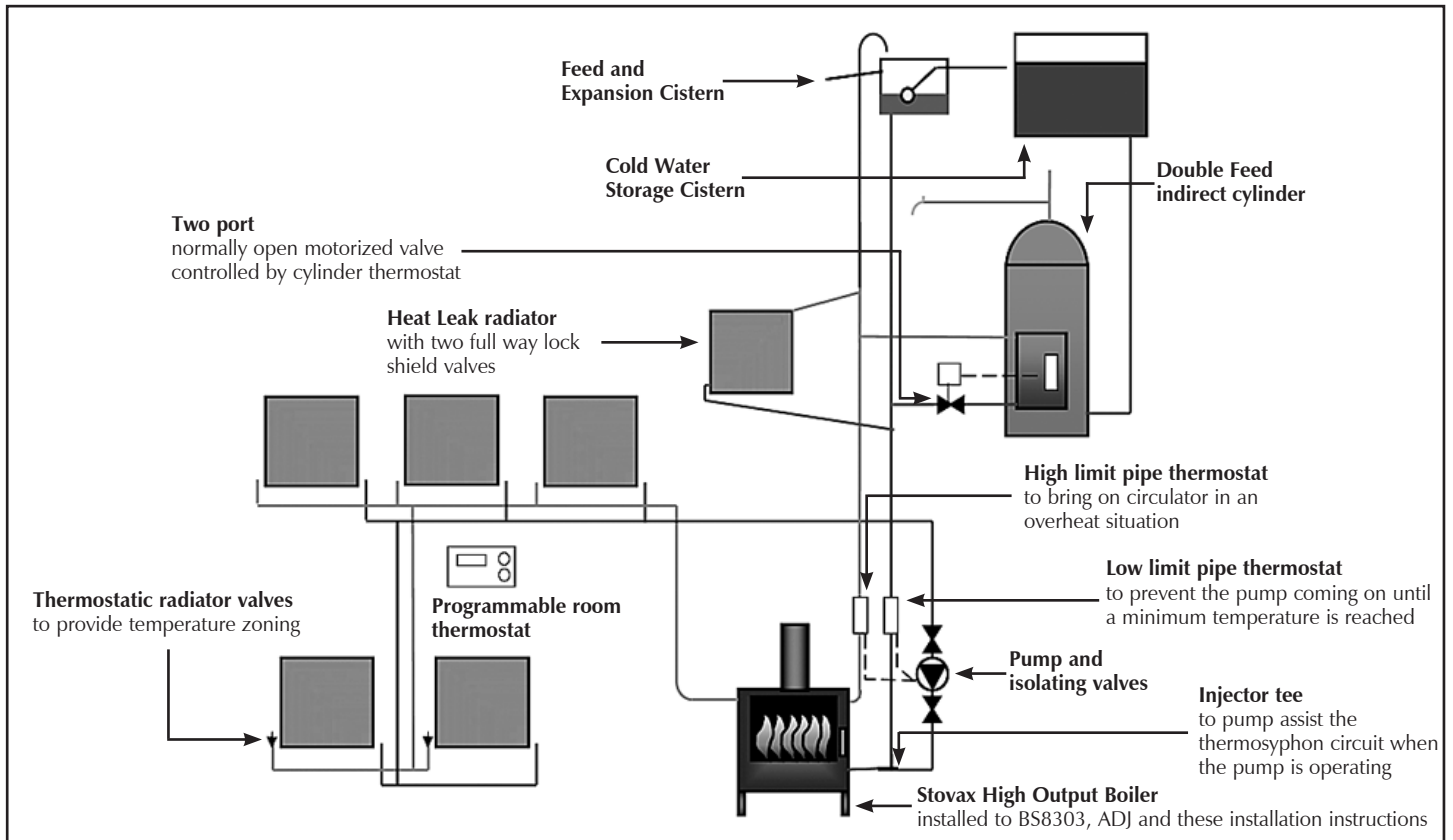 Feed and
Expansion Cistern
Cold Water
Storage Cistern
Double Feed
indirect cylinder
Two port
normally open motorized valve
controlled by cylinder thermostat
Heat Leak radiator
with two full way lock
shield valves
High limit pipe thermostat
to bring on circulator in an
overheat situation
Low limit pipe thermostat
to prevent the pump coming on until
a minimum temperature is reached
Thermostatic radiator valves
to provide temperature zoning
Programmable room
thermostat
Pump and
isolating valves
Injector tee
to pump assist the
thermosyphon circuit when
the pump is operating
Stovax High Output Boiler
installed to BS8303, ADJ and these installation instructions